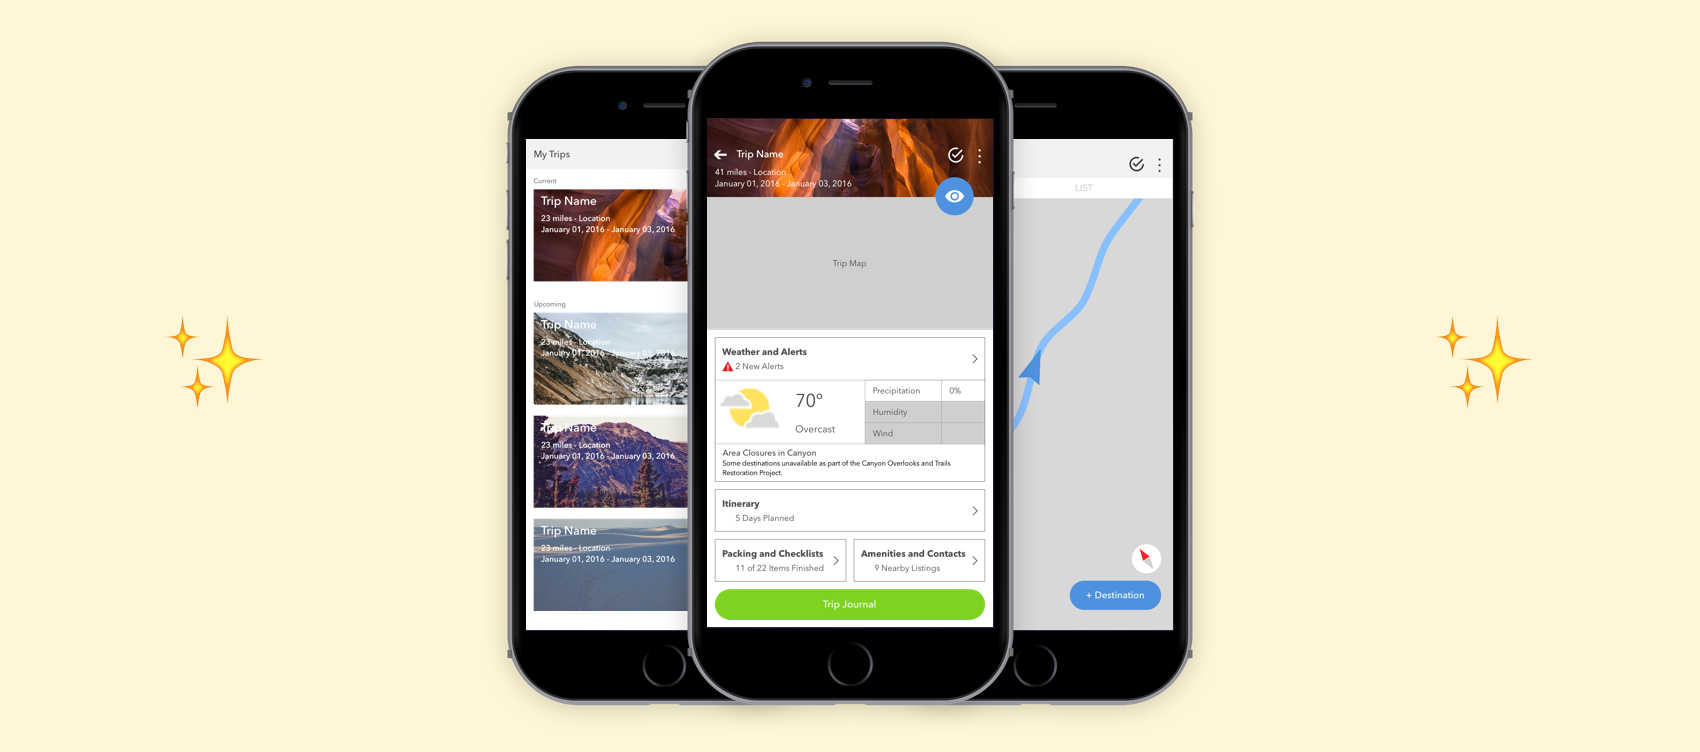 My Trips
Current
Trip Name
23 miles - Location
January 01, 2016 - January 03, 2016
Upcoming
Trip Name
23 miles - Location
January 01, 2016 - January 03, 2016
Trip Name
23 miles - Location
January 01, 2016 - January 03, 2016
Trip Name
23 miles - Location
January 01, 2016 - January 03, 2016
Trip Name
41 miles - Location
January 01, 2016 - January 03, 2016
Trip Map
Weather and Alerts
2 New Alerts
70°
Overcast
Precipitation 0%
Humidity
Wind
Area Closures in Canyon
Some destinations unavailable as part of the Canyon Overlooks and Trails
Restoration Project.
Itinerary
5 Days Planned
Packing and Checklists
11 of 22 Items Finished
Amenities and Contacts
9 Nearby Listings
Trip Journal
LIST
+ Destination